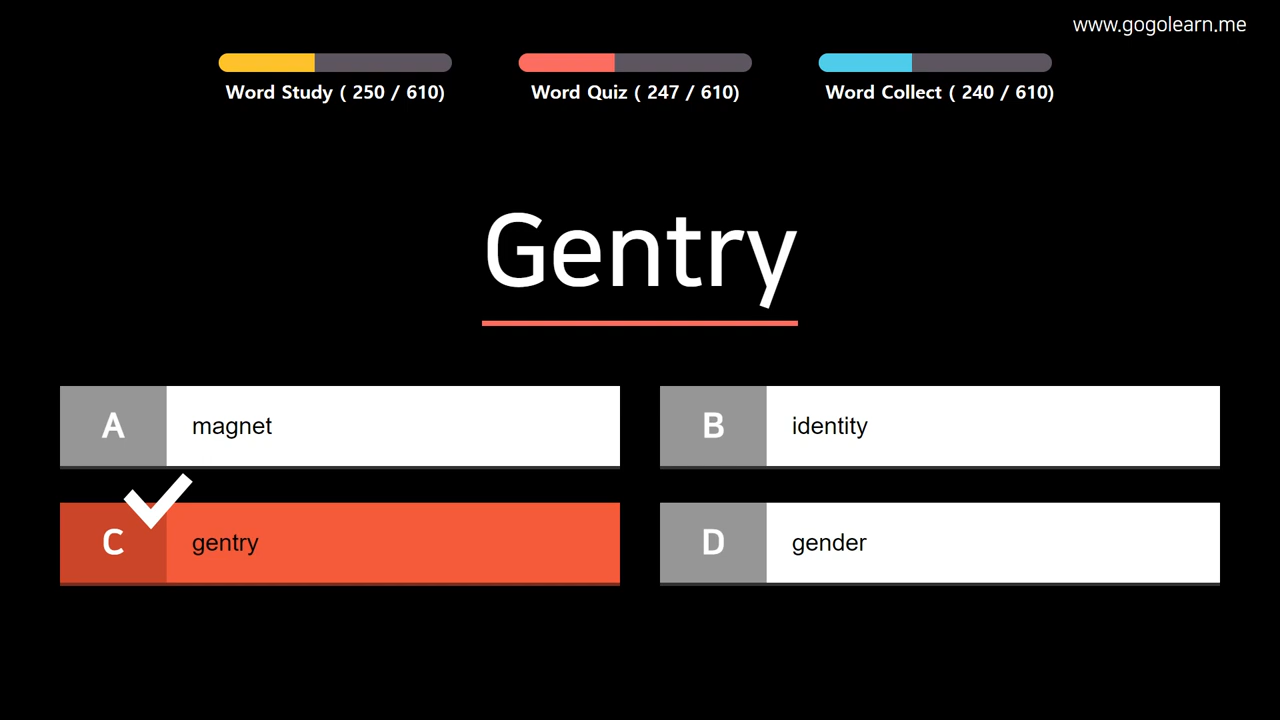 www.gogolearn.me
Word Study ( 250 / 610)
Word Quiz ( 247 / 610)
Word Collect ( 240 / 610)
Gentry
A
magnet
B
identity
C
gentry
D
gender